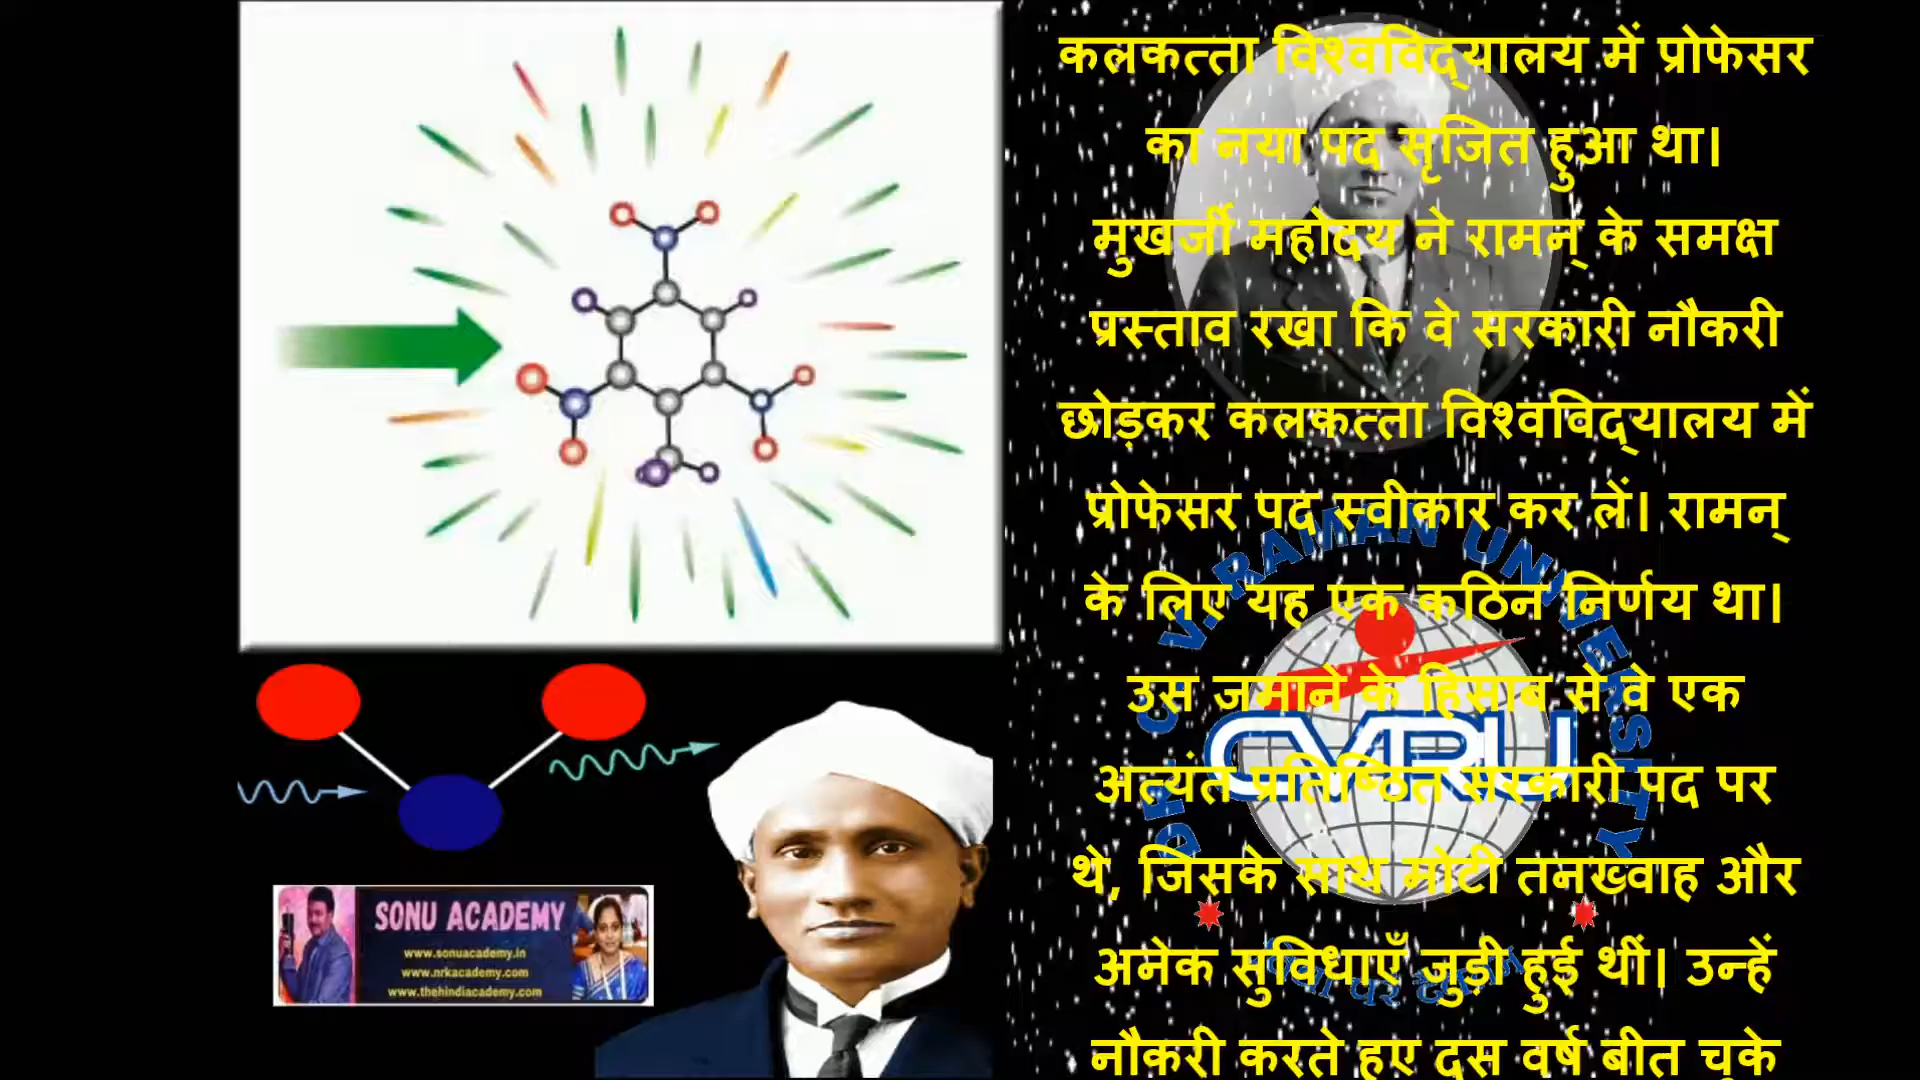 कलकत्ता विश्वविद्यालय में प्रोफेसर
का नया पद सृजित हुआ था।
मुखर्जी महोदय ने रामन् के समक्ष
प्रस्ताव रखा कि वे सरकारी नौकरी
छोड़कर कलकत्ता विश्वविद्यालय में
प्रोफेसर पद स्वीकार कर लें। रामन्
के लिए यह एक कठिन निर्णय था।
उस जमाने के हिसाब से वे एक
अत्यंत प्रतिष्ठित सरकारी पद पर
थे, जिसके साथ मोटी तनख्वाह और
अनेक सुविधाएँ जुड़ी हुई थीं। उन्हें
नौकरी करते हुए दस वर्ष बीत चुके
DR. C. V. RAMAN UNIVERSITY
CVRU
SONU ACADEMY
www.sonuacademy.in
www.nrkacademy.com
www.thehindiacademy.com